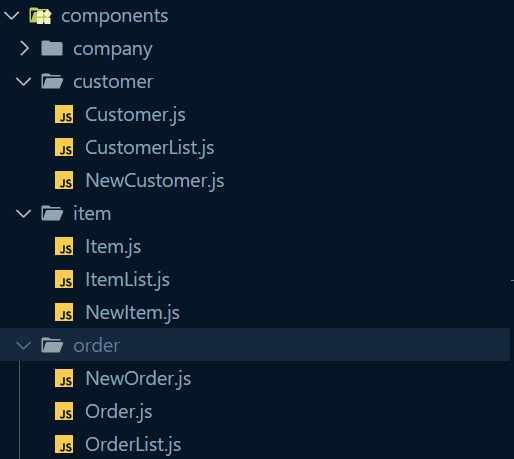 components
company
customer
JS Customer.js
JS CustomerList.js
JS NewCustomer.js
item
JS Item.js
JS ItemList.js
JS NewItem.js
order
JS NewOrder.js
JS Order.js
JS OrderList.js